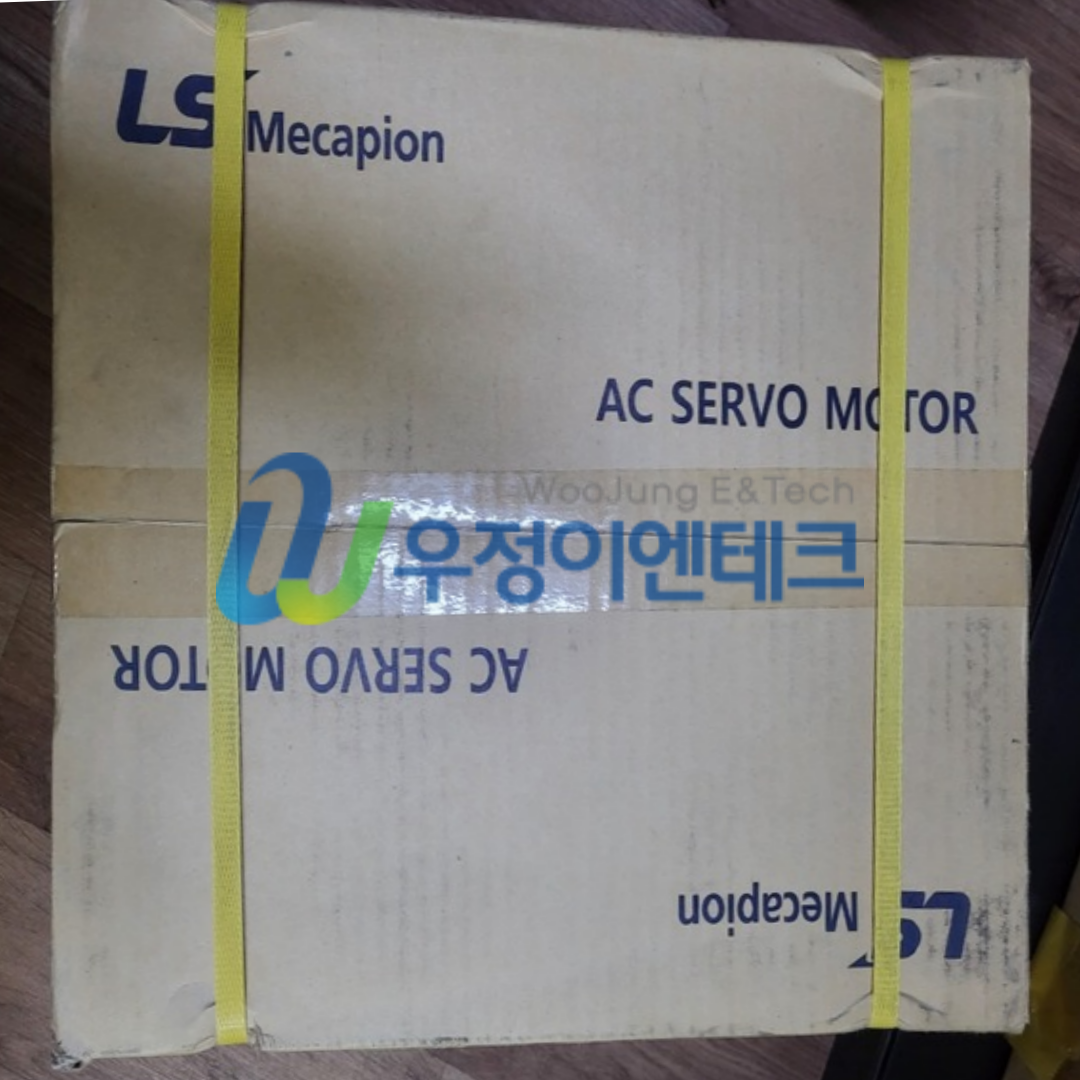 LS Mecapion
AC SERVO MOTOR
WooJung E&Tech
우정이엔테크
AC SERVO MOTOR
LS Mecapion